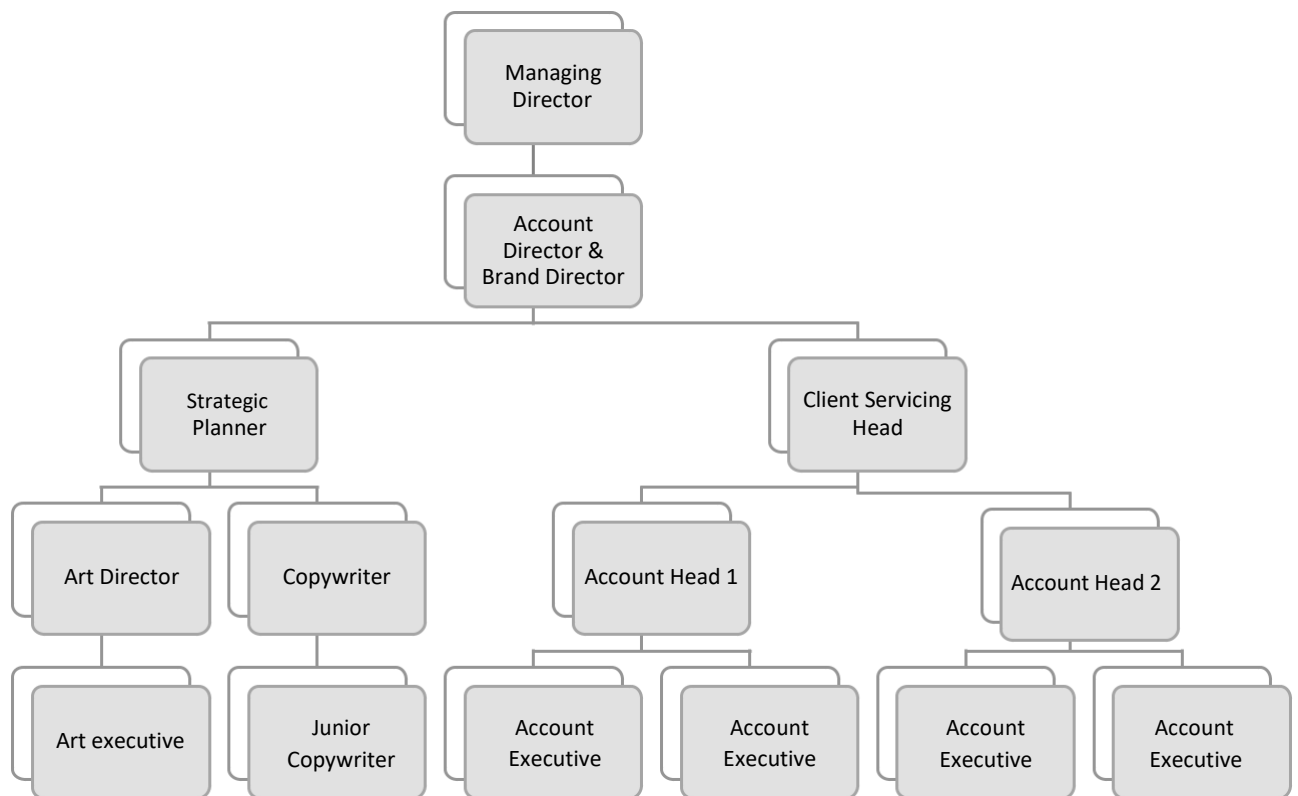 Managing
Director
Account
Director &
Brand Director
Strategic
Planner
Client Servicing
Head
Art Director
Copywriter
Account Head 1
Account Head 2
Art executive
Junior
Copywriter
Account
Executive
Account
Executive
Account
Executive
Account
Executive